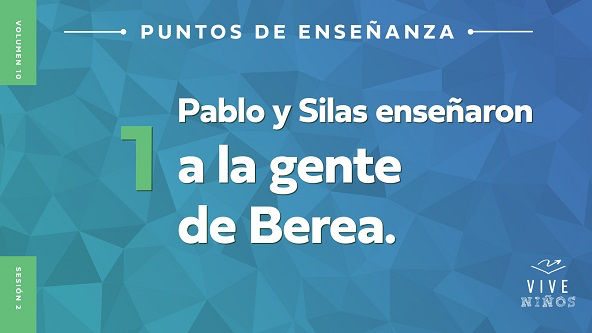 VOLUMEN 10
PUNTOS DE ENSEÑANZA
1
Pablo y Silas enseñaron
a la gente
de Berea.
SESIÓN 2
VIVE
NIÑOS